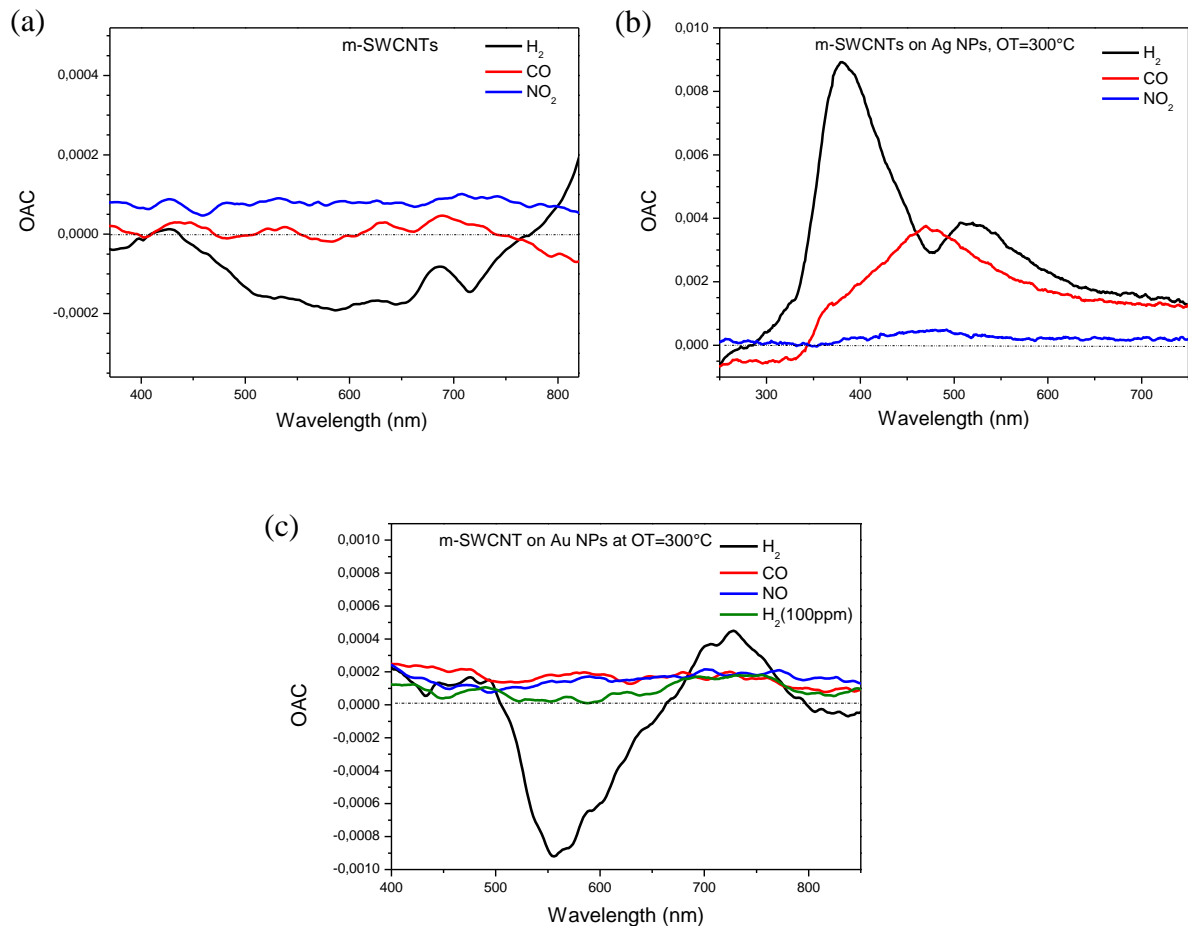 (a)
m-SWCNTs
H₂
CO
NO₂
0,0004
0,0002
0,0000
-0,0002
OAC
400 500 600 700 800
Wavelength (nm)
(b)
m-SWCNTs on Ag NPs, OT=300°C
H₂
CO
NO₂
0,010
0,008
0,006
0,004
0,002
0,000
OAC
300 400 500 600 700
Wavelength (nm)
(c)
m-SWCNT on Au NPs at OT=300°C
H₂
CO
NO
H₂(100ppm)
0,0010
0,0008
0,0006
0,0004
0,0002
0,0000
-0,0002
-0,0004
-0,0006
-0,0008
-0,0010
OAC
400 500 600 700 800
Wavelength (nm)